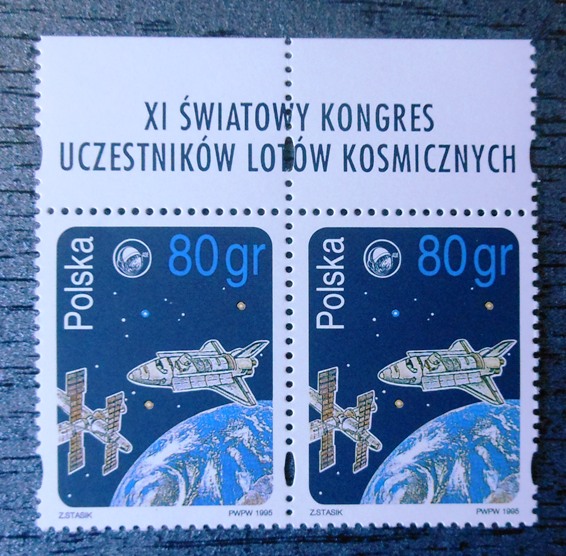 XI ŚWIATOWY KONGRES
UCZESTNIKÓW LOTÓW KOSMICZNYCH
Polska 80 gr
Z.STASIK PWPW 1995
Polska 80 gr
Z.STASIK PWPW 1995